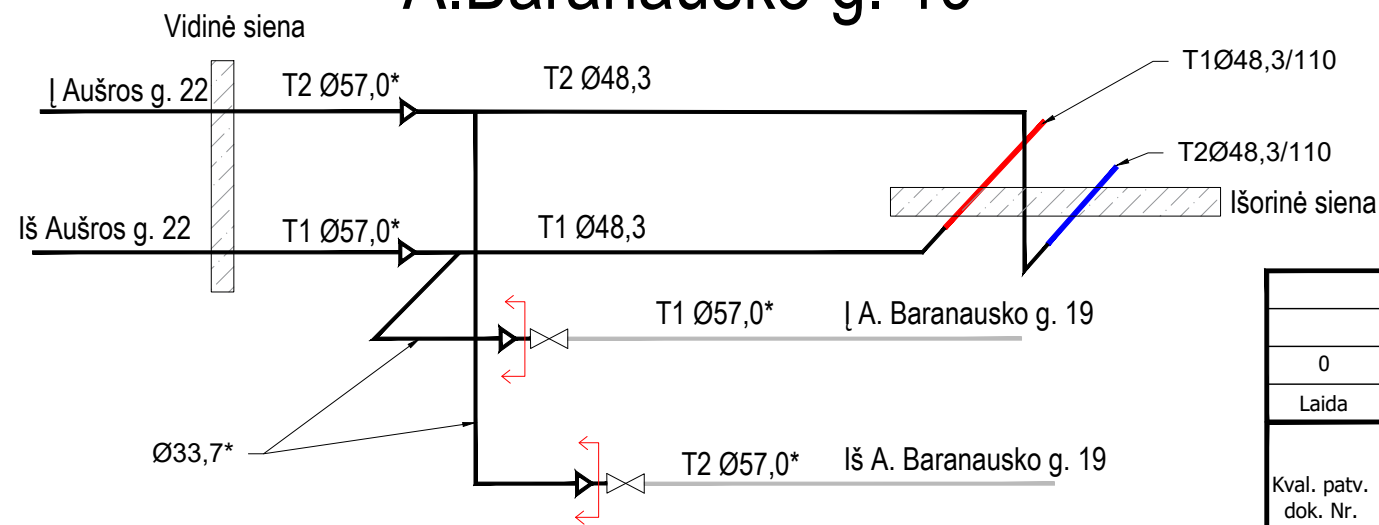 A.Baranausko g. 19
Vidinė siena
Į Aušros g. 22
T2 Ø57,0*
T2 Ø48,3
T1Ø48,3/110
T2Ø48,3/110
Išorinė siena
Iš Aušros g. 22
T1 Ø57,0*
T1 Ø48,3
T1 Ø57,0*
Į A. Baranausko g. 19
Ø33,7*
T2 Ø57,0*
Iš A. Baranausko g. 19
0
Laida
Kval. patv.
dok. Nr.